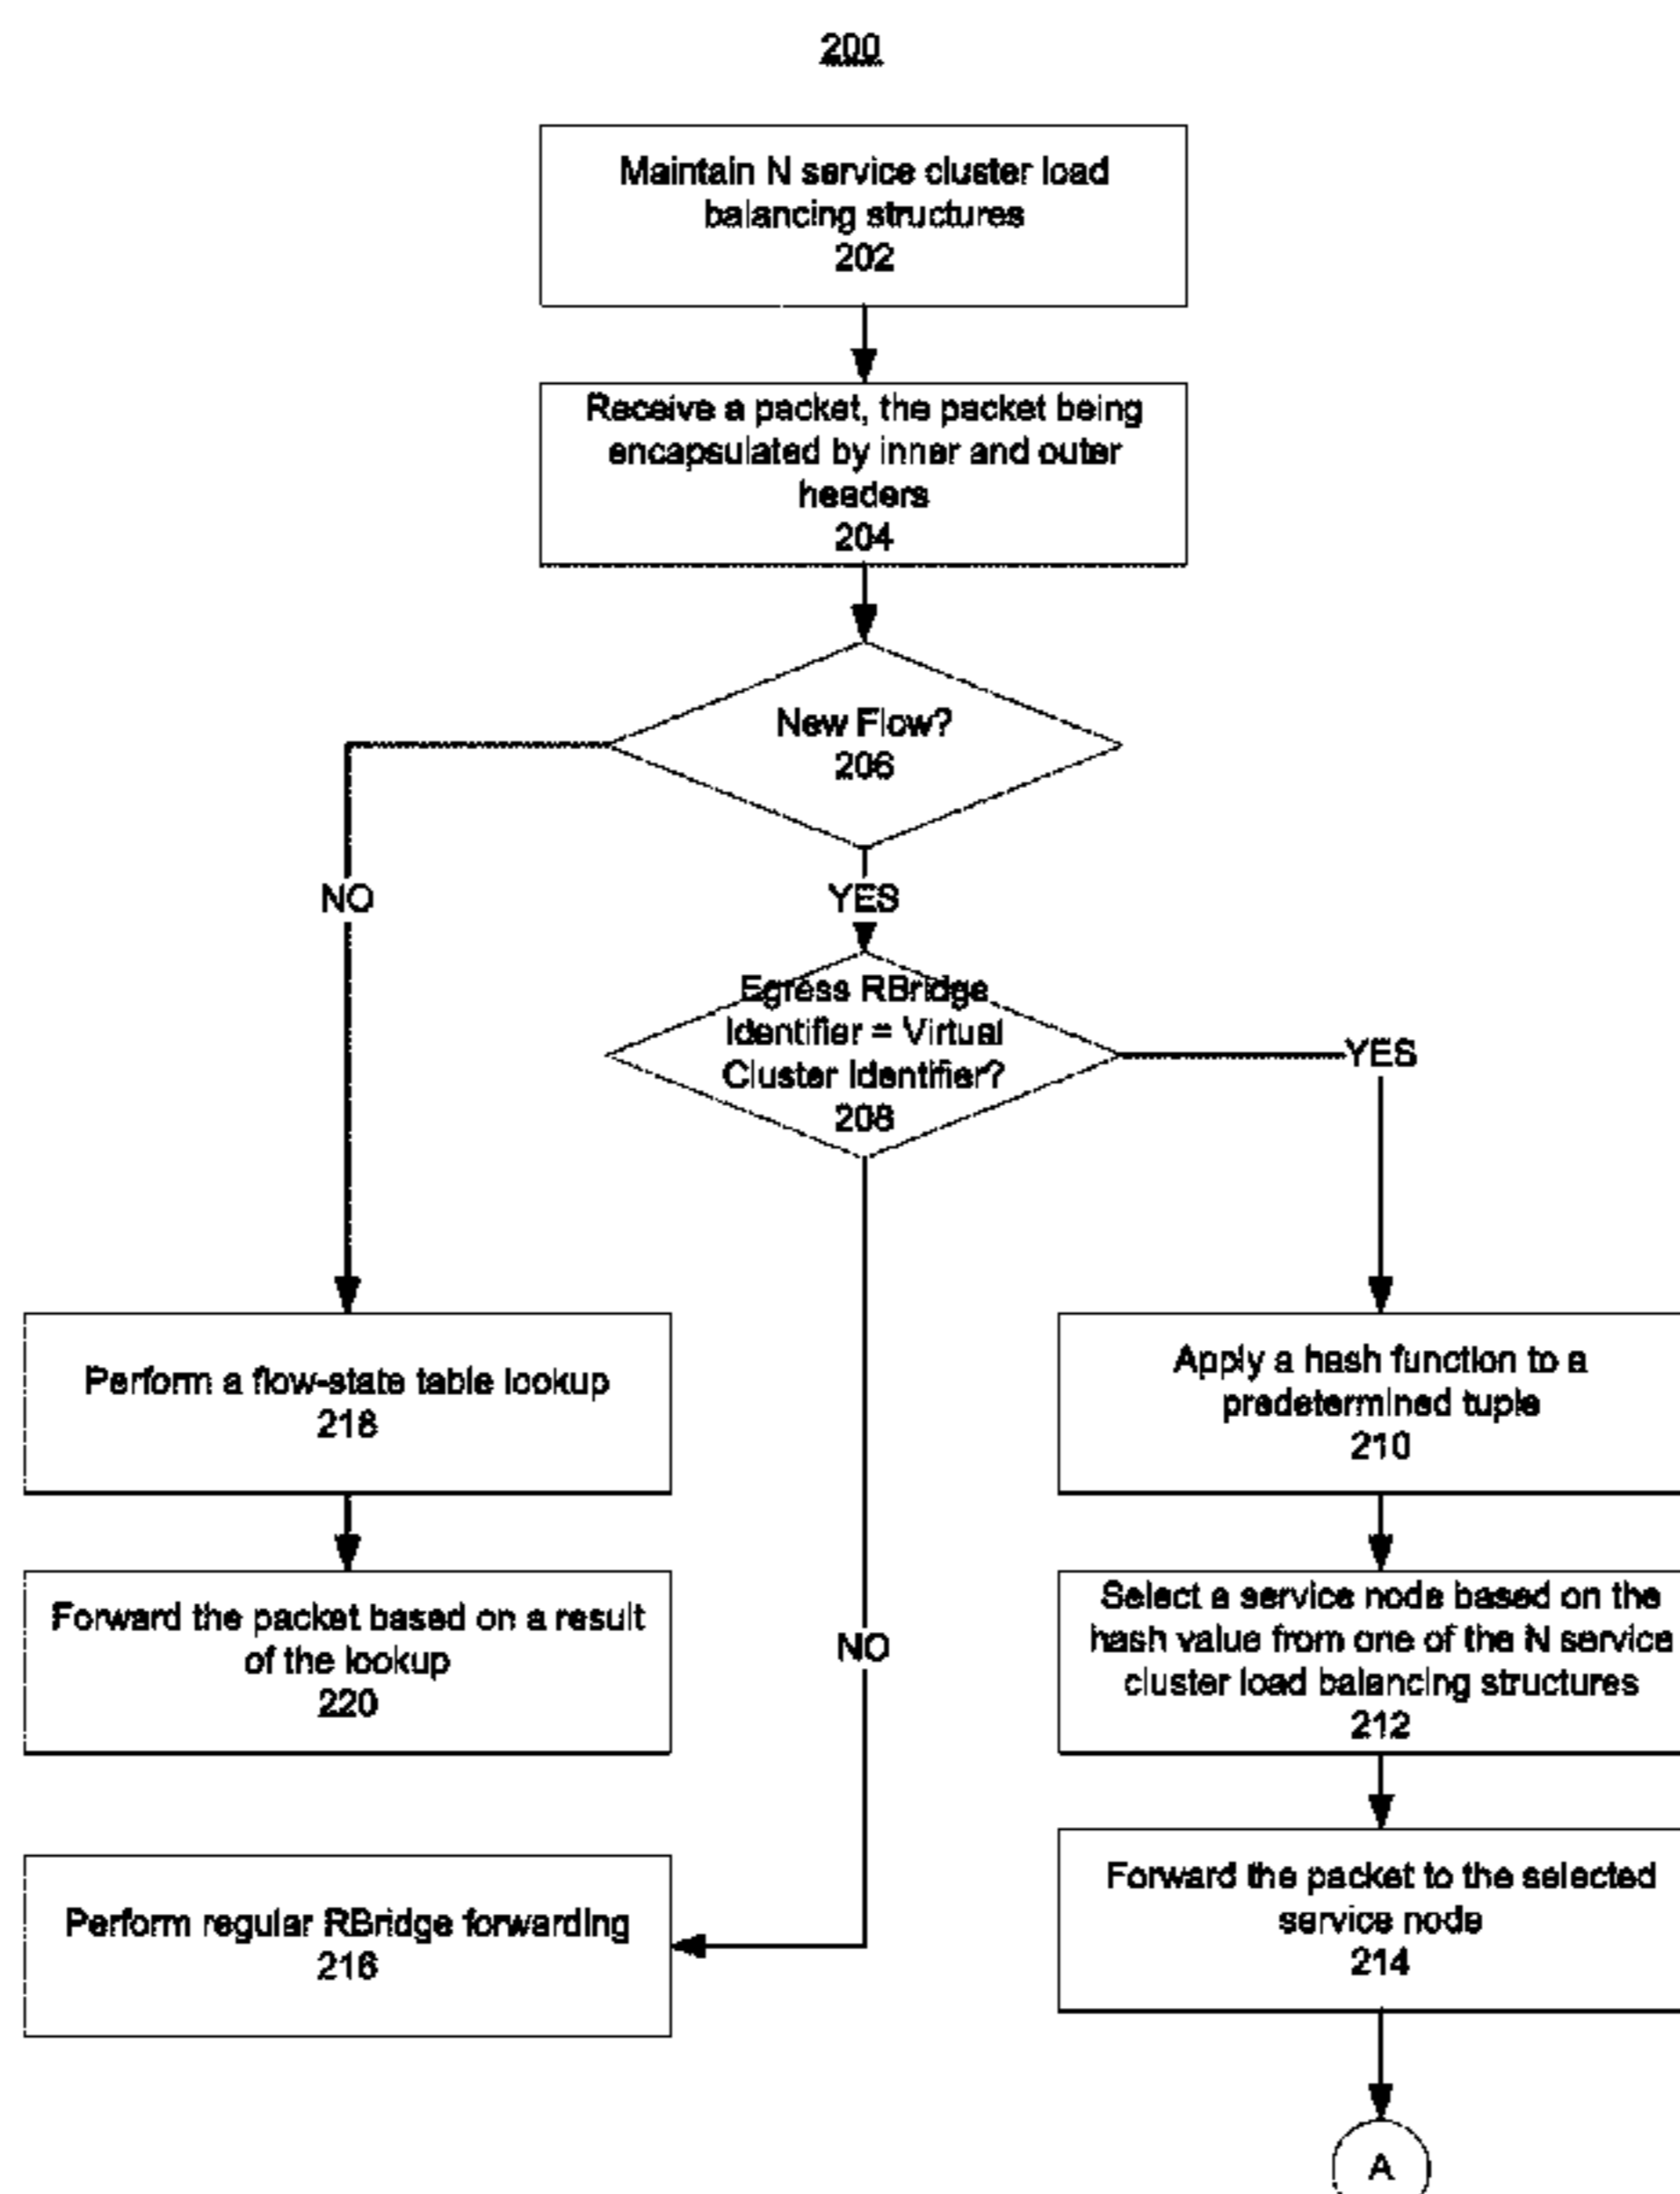 200
Maintain N service cluster load
balancing structures
202
Receive a packet, the packet being
encapsulated by inner and outer
headers
204
New Flow?
206
NO
YES
Egress RBridge
Identifier = Virtual
Cluster Identifier?
208
YES
Perform a flow-state table lookup
218
Apply a hash function to a
predetermined tuple
210
Forward the packet based on a result
of the lookup
220
NO
Select a service node based on the
hash value from one of the N service
cluster load balancing structures
212
Perform regular RBridge forwarding
216
Forward the packet to the selected
service node
214
A